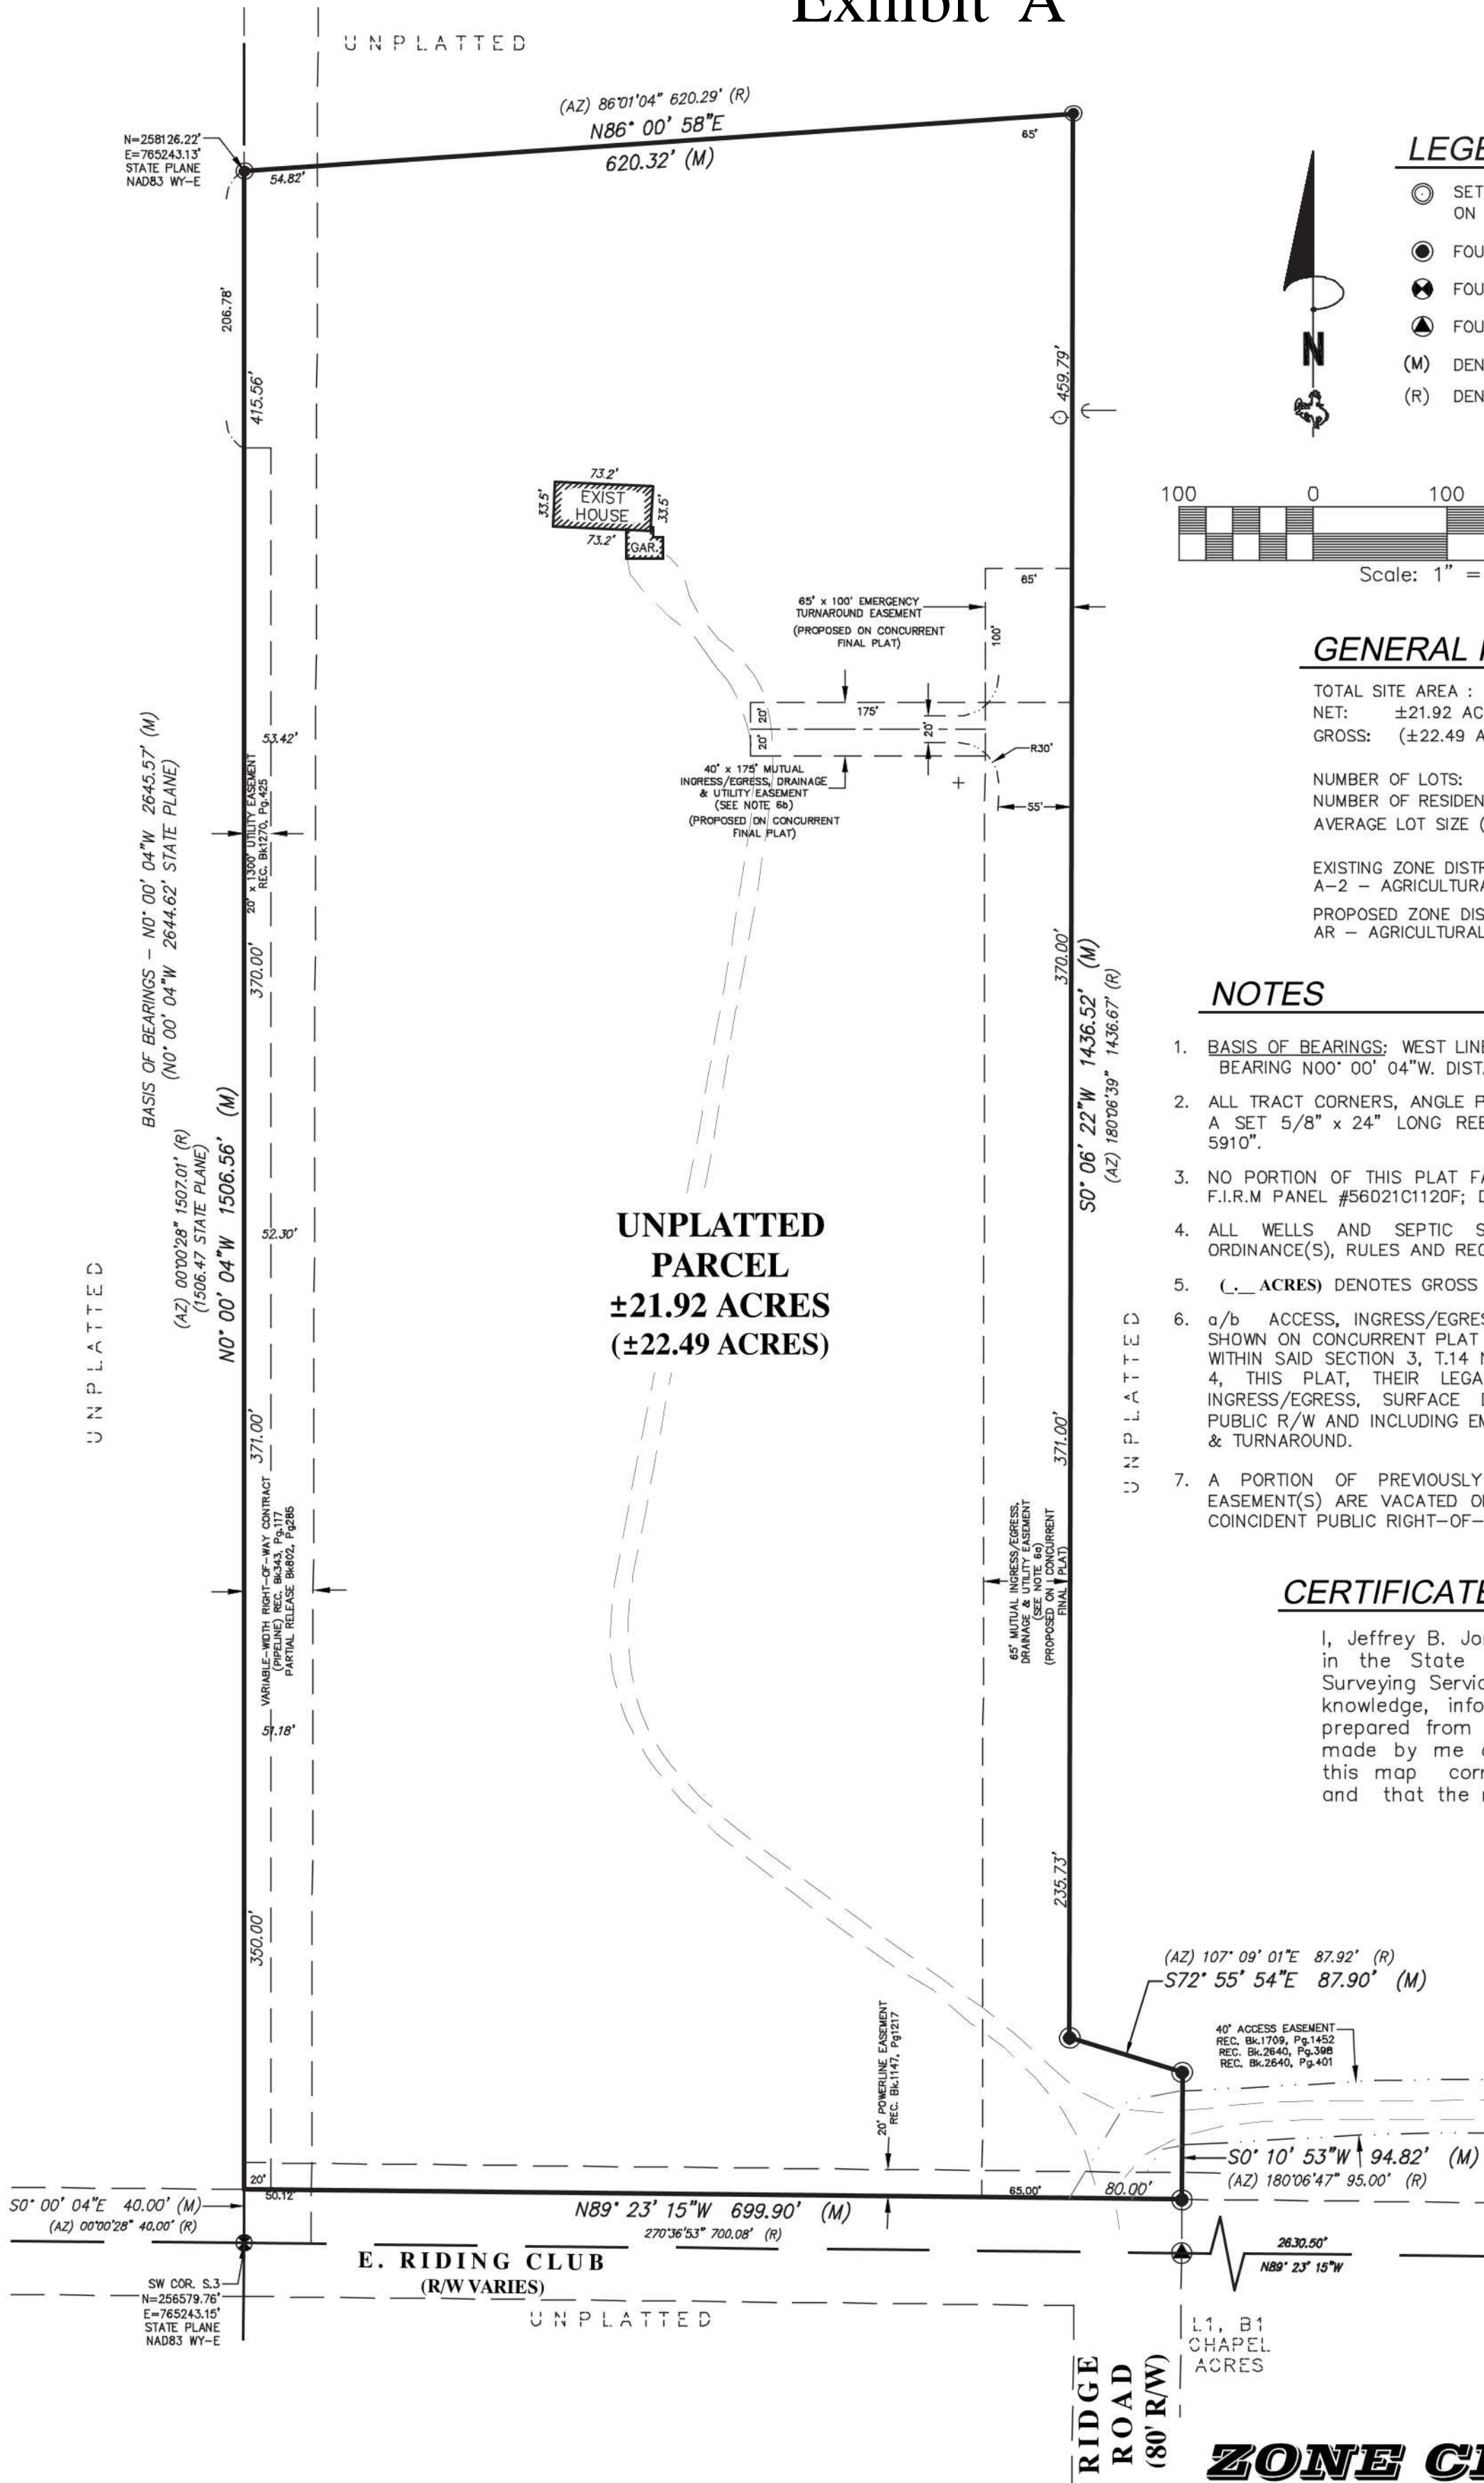 Exhibit A
UNPLATTED
(AZ) 86°01'04" 620.29' (R)
N86° 00' 58"E
620.32' (M)
65'
N=258126.22'
E=765243.13'
STATE PLANE
NAD83 WY-E
54.82'
206.78'
415.56'
459.79'
73.2'
33.5'
EXIST
HOUSE
33.5'
73.2'
GAR.
65'
65' x 100' EMERGENCY
TURNAROUND EASEMENT
(PROPOSED ON CONCURRENT
FINAL PLAT)
100'
175'
20'
20'
20'
R30'
40' x 175' MUTUAL
INGRESS/EGRESS, DRAINAGE
& UTILITY EASEMENT
(SEE NOTE 6b)
(PROPOSED ON CONCURRENT
FINAL PLAT)
55'
53.42'
20' x 1300' UTILITY EASEMENT
REC. Bk1270, Pg.425
BASIS OF BEARINGS - N0° 00' 04"W 2645.57' (M)
(N0° 00' 04"W 2644.62' STATE PLANE)
370.00'
370.00'
(AZ) 00°00'28" 1507.01' (R)
(1506.47 STATE PLANE)
N0° 00' 04"W 1506.56' (M)
S0° 06' 22"W 1436.52' (M)
(AZ) 180°06'39" 1436.67' (R)
52.30'
UNPLATTED
PARCEL
±21.92 ACRES
(±22.49 ACRES)
UNPLATTED
UNPLATTED
371.00'
371.00'
VARIABLE-WIDTH RIGHT-OF-WAY CONTRACT
(PIPELINE) REC. Bk343, Pg.117
PARTIAL RELEASE Bk802, Pg285
65' MUTUAL INGRESS/EGRESS,
DRAINAGE & UTILITY EASEMENT
(SEE NOTE 6a)
(PROPOSED ON CONCURRENT
FINAL PLAT)
51.18'
350.00'
235.73'
(AZ) 107° 09' 01"E 87.92' (R)
S72° 55' 54"E 87.90' (M)
40' ACCESS EASEMENT
REC. Bk.1709, Pg.1452
REC. Bk.2640, Pg.398
REC. Bk.2640, Pg.401
20' POWERLINE EASEMENT
REC. Bk.1147, Pg1217
S0° 10' 53"W 94.82' (M)
(AZ) 180°06'47" 95.00' (R)
20'
50.12'
65.00'
80.00'
S0° 00' 04"E 40.00' (M)
(AZ) 00°00'28" 40.00' (R)
N89° 23' 15"W 699.90' (M)
270°36'53" 700.08' (R)
2630.50'
N89° 23' 15"W
E. RIDING CLUB
(R/W VARIES)
SW COR. S.3
N=256579.76'
E=765243.15'
STATE PLANE
NAD83 WY-E
UNPLATTED
L1, B1
CHAPEL
ACRES
RIDGE
ROAD
(80' R/W)
LEGE
SET
ON
FOU
FOU
FOU
(M) DEN
(R) DEN
N
100 0 100
Scale: 1" =
GENERAL
TOTAL SITE AREA :
NET: ±21.92 AC
GROSS: (±22.49 A
NUMBER OF LOTS:
NUMBER OF RESIDEN
AVERAGE LOT SIZE (
EXISTING ZONE DISTR
A-2 - AGRICULTURA
PROPOSED ZONE DIS
AR - AGRICULTURAL
NOTES
1. BASIS OF BEARINGS: WEST LINE
BEARING N00° 00' 04"W. DIST
2. ALL TRACT CORNERS, ANGLE P
A SET 5/8" x 24" LONG REE
5910".
3. NO PORTION OF THIS PLAT FA
F.I.R.M PANEL #56021C1120F; D
4. ALL WELLS AND SEPTIC S
ORDINANCE(S), RULES AND REG
5. (.__ ACRES) DENOTES GROSS
6. a/b ACCESS, INGRESS/EGRES
SHOWN ON CONCURRENT PLAT
WITHIN SAID SECTION 3, T.14 N
4, THIS PLAT, THEIR LEGA
INGRESS/EGRESS, SURFACE D
PUBLIC R/W AND INCLUDING EM
& TURNAROUND.
7. A PORTION OF PREVIOUSLY
EASEMENT(S) ARE VACATED O
COINCIDENT PUBLIC RIGHT-OF-
CERTIFICATE
I, Jeffrey B. Jo
in the State
Surveying Servic
knowledge, info
prepared from
made by me
this map corr
and that the
ZONE C